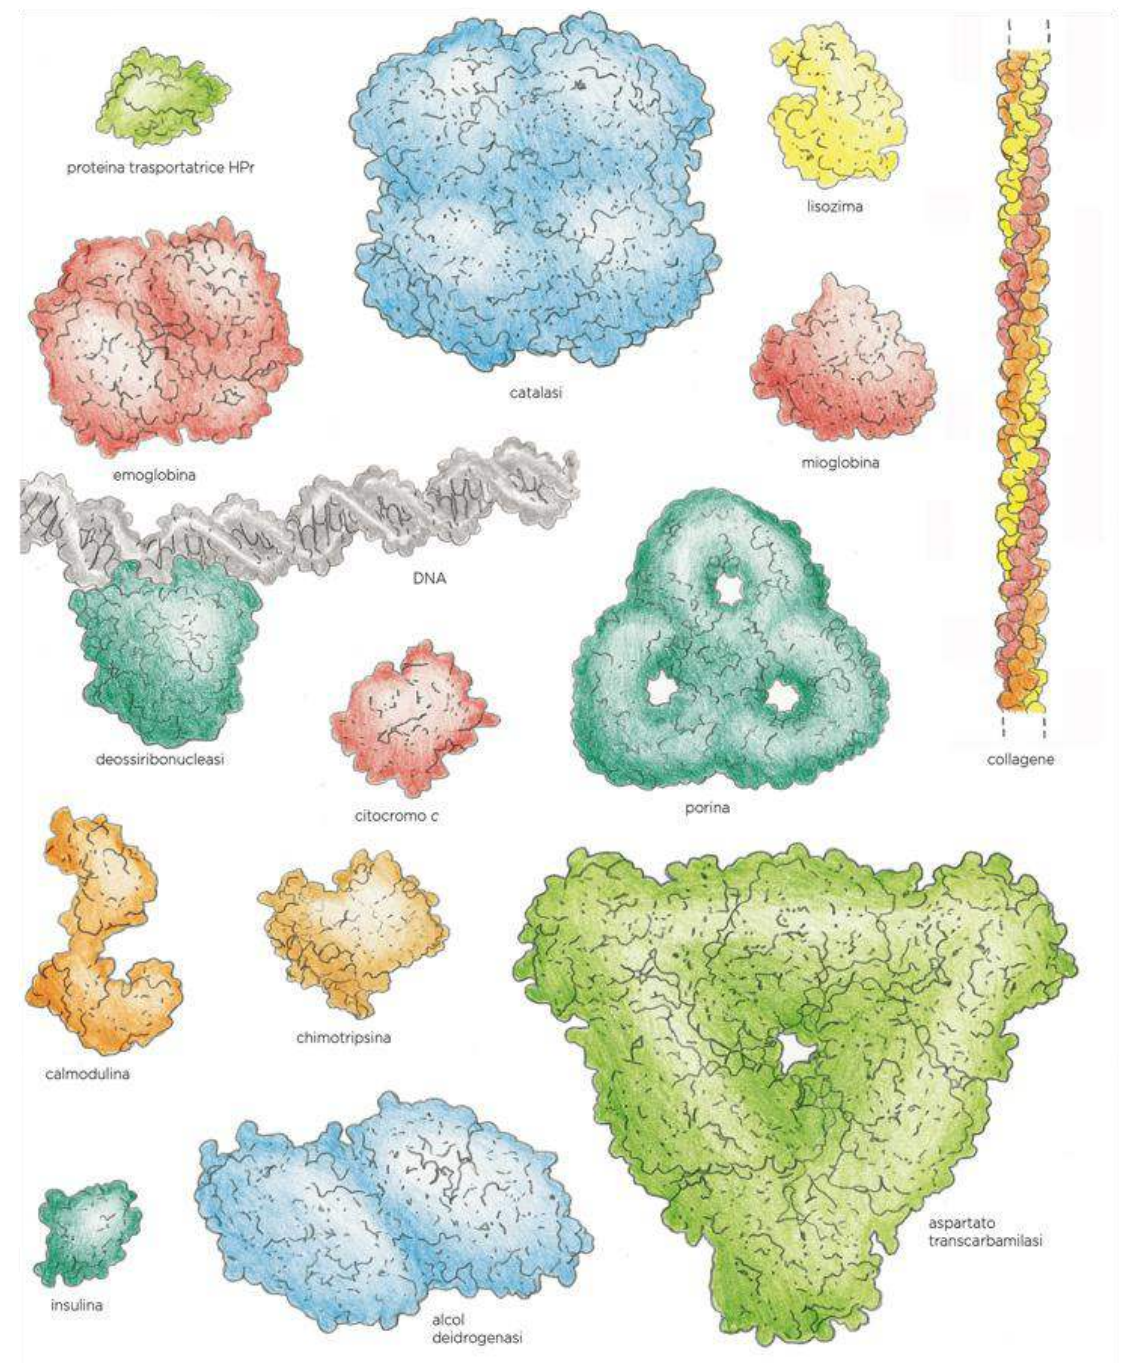 proteina trasportatrice HPr
lisozima
catalasi
emoglobina
mioglobina
DNA
deossiribonucleasi
collagene
citocromo c
porina
chimotripsina
calmodulina
aspartato
transcarbamilasi
insulina
alcol
deidrogenasi